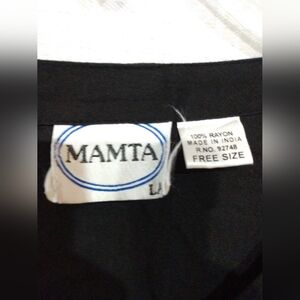 MAMTA
LA
100% RAYON
MADE IN INDIA
R.NO. 92748
FREE SIZE